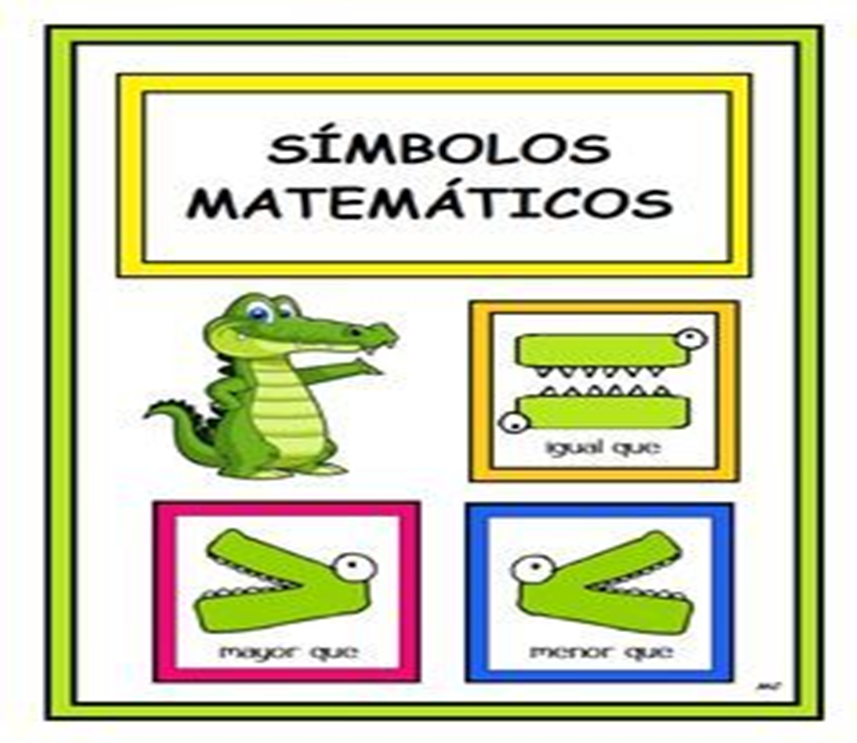 SÍMBOLOS
MATEMÁTICOS
igual que
mayor que
menor que